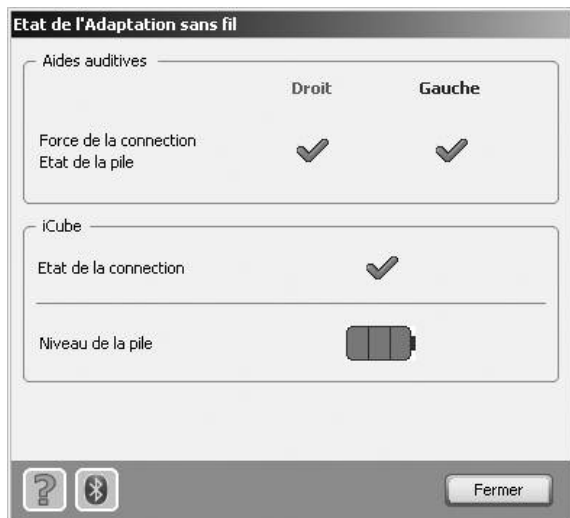 Etat de l'Adaptation sans fil
Aides auditives
Droit Gauche
Force de la connection
Etat de la pile
iCube
Etat de la connection
Niveau de la pile
?
Fermer